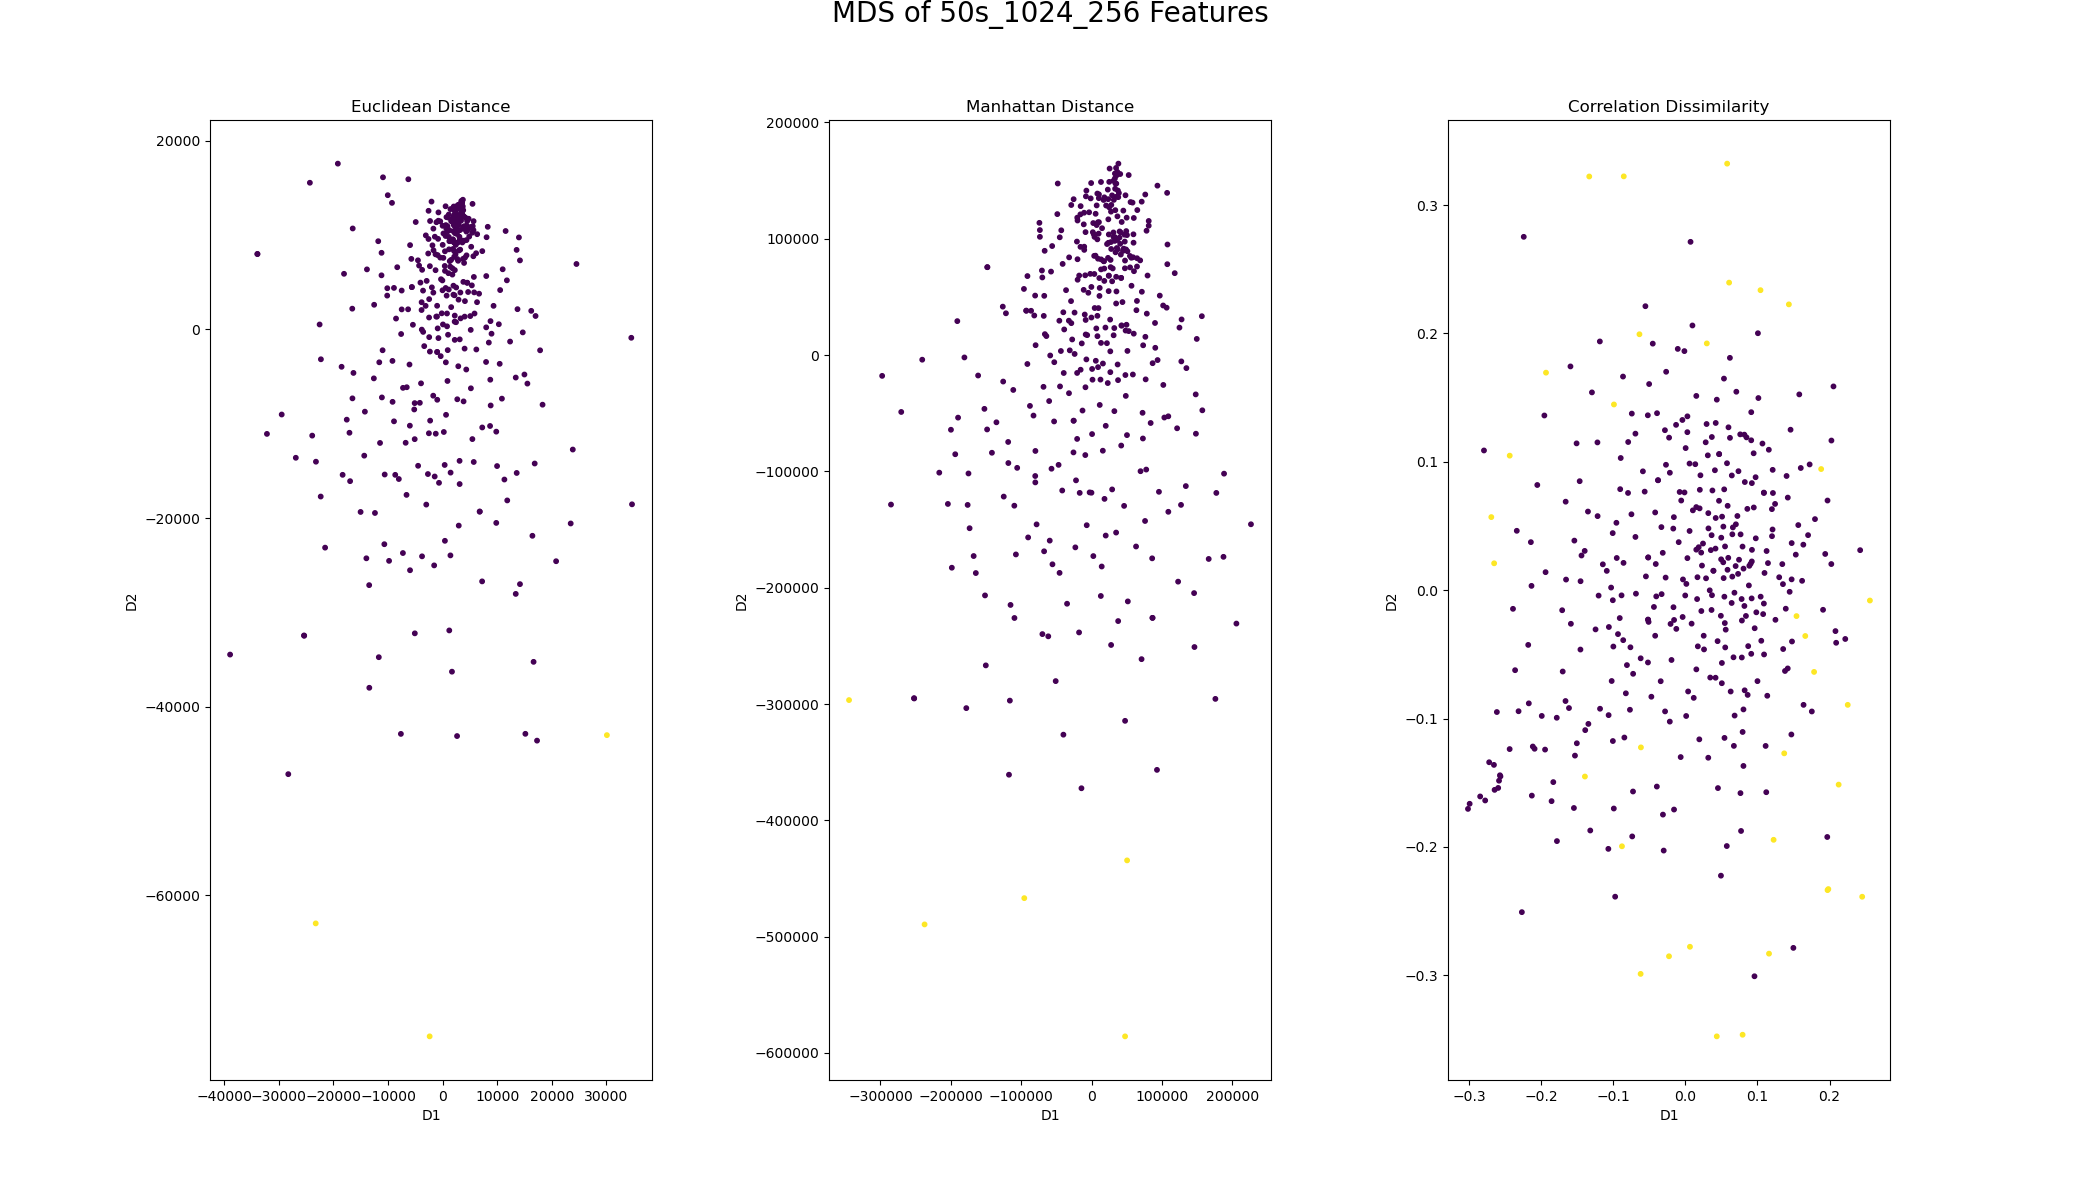 MDS of 50s_1024_256 Features
Euclidean Distance
20000
0
−20000
−40000
−60000
D2
−40000 −30000 −20000 −10000 0 10000 20000 30000
D1
Manhattan Distance
200000
100000
0
−100000
−200000
−300000
−400000
−500000
−600000
D2
−300000 −200000 −100000 0 100000 200000
D1
Correlation Dissimilarity
0.3
0.2
0.1
0.0
−0.1
−0.2
−0.3
D2
−0.3 −0.2 −0.1 0.0 0.1 0.2
D1